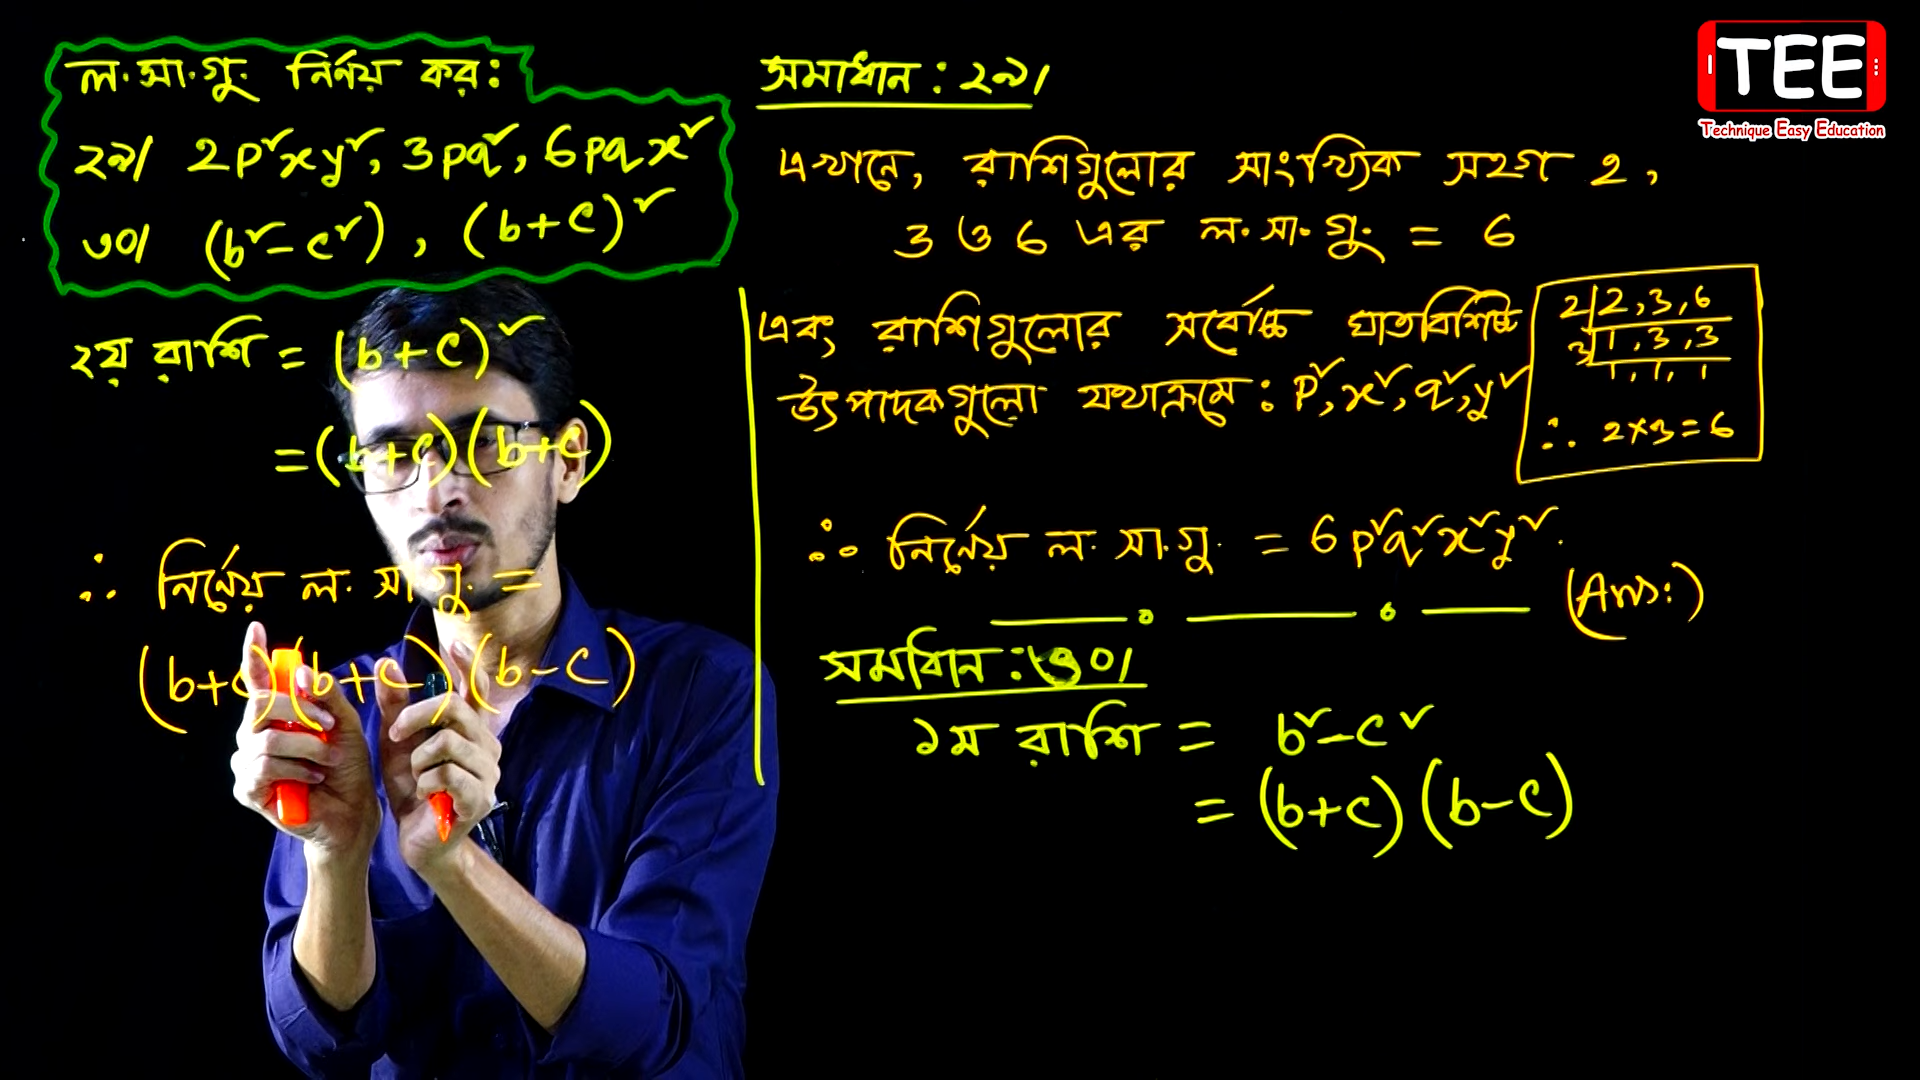 ল.সা.গু. নির্ণয় কর:
২৯। 2p²xy², 3pq², 6pqx²
৩০। (b²-c²), (b+c)²
২য় রাশি = (b+c)²
= (b+c)(b+c)
∴ নির্ণেয় ল.সা.গু. =
(b+c)(b+c)(b-c)
সমাধান: ২৯।
এখানে, রাশিগুলোর সাংখ্যিক সহগ 2,
3 ও 6 এর ল.সা.গু. = 6
এবং রাশিগুলোর সর্বোচ্চ ঘাতবিশিষ্ট
উৎপাদকগুলো যথাক্রমে: p², x², q², y²
2|2, 3, 6
3|1, 3, 3
1, 1, 1
∴ 2×3=6
∴ নির্ণেয় ল.সা.গু. = 6p²q²x²y².
(Ans:)
সমাধান: ৩০।
১ম রাশি = b²-c²
= (b+c)(b-c)
TEE
Technique Easy Education